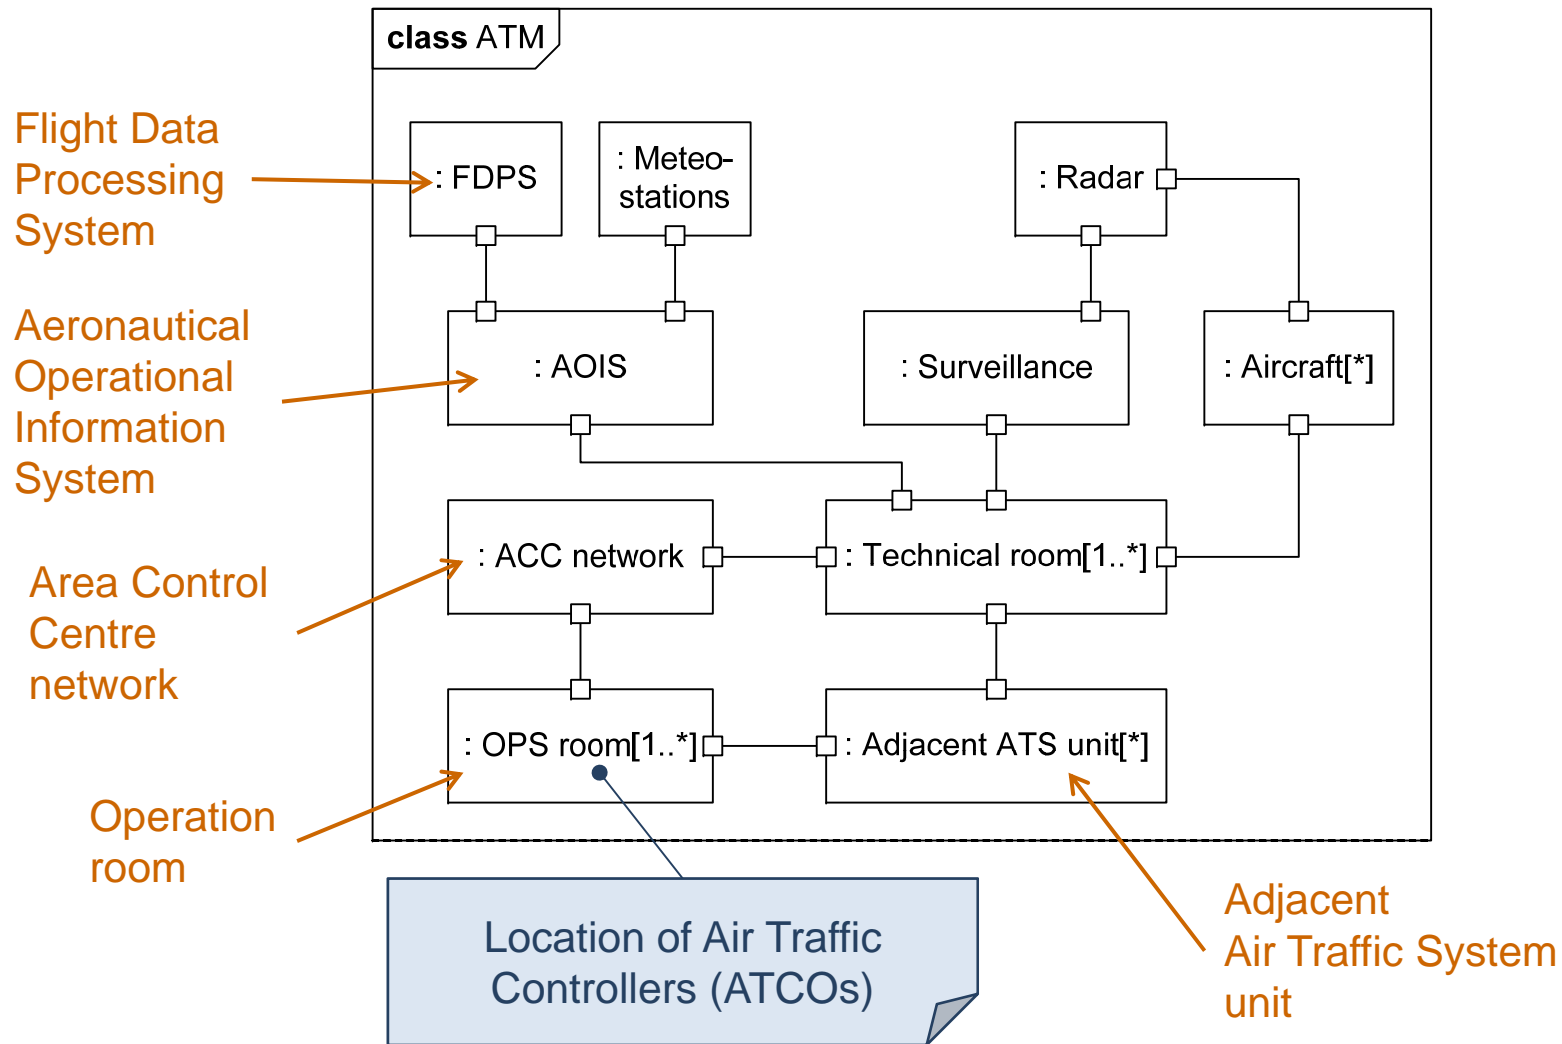 class ATM
Flight Data
Processing
System
: FDPS
: Meteo-
stations
: Radar
Aeronautical
Operational
Information
System
: AOIS
: Surveillance
: Aircraft[*]
Area Control
Centre
network
: ACC network
: Technical room[1..*]
: OPS room[1..*]
: Adjacent ATS unit[*]
Operation
room
Location of Air Traffic
Controllers (ATCOs)
Adjacent
Air Traffic System
unit